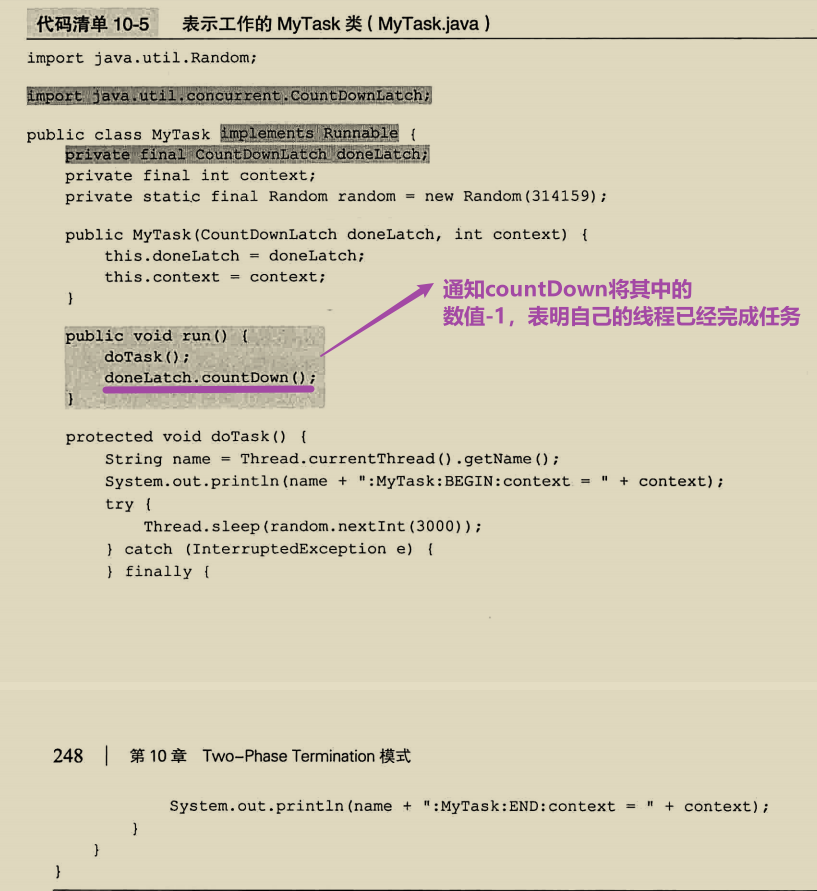 代码清单 10-5 表示工作的 MyTask 类 ( MyTask.java )
import java.util.Random;
import java.util.concurrent.CountDownLatch;
public class MyTask implements Runnable {
private final CountDownLatch doneLatch;
private final int context;
private static final Random random = new Random(314159);
public MyTask(CountDownLatch doneLatch, int context) {
this.doneLatch = doneLatch;
this.context = context;
}
通知countDown将其中的
数值-1，表明自己的线程已经完成任务
public void run() {
doTask();
doneLatch.countDown();
}
protected void doTask() {
String name = Thread.currentThread().getName();
System.out.println(name + ":MyTask:BEGIN:context = " + context);
try {
Thread.sleep(random.nextInt(3000));
} catch (InterruptedException e) {
} finally {
248 | 第 10 章 Two-Phase Termination 模式
System.out.println(name + ":MyTask:END:context = " + context);
}
}
}